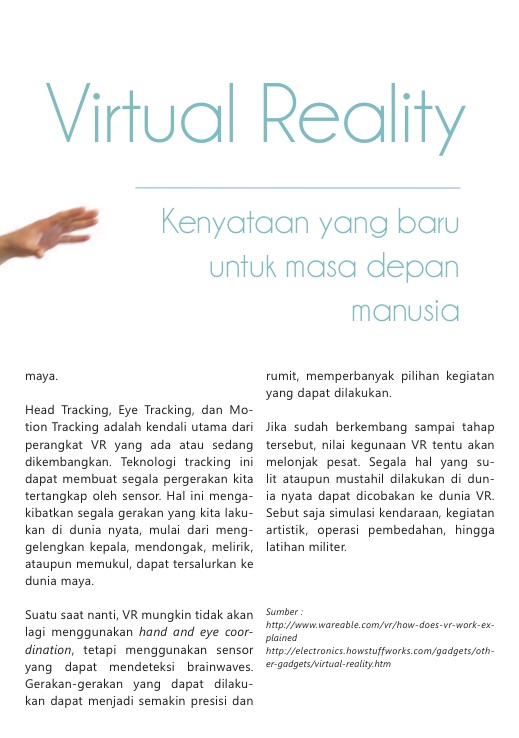 Virtual Reality
Kenyataan yang baru
untuk masa depan
manusia
maya.
Head Tracking, Eye Tracking, dan Mo-
tion Tracking adalah kendali utama dari
perangkat VR yang ada atau sedang
dikembangkan. Teknologi tracking ini
dapat membuat segala pergerakan kita
tertangkap oleh sensor. Hal ini menga-
kibatkan segala gerakan yang kita laku-
kan di dunia nyata, mulai dari meng-
gelengkan kepala, mendongak, melirik,
ataupun memukul, dapat tersalurkan ke
dunia maya.
Suatu saat nanti, VR mungkin tidak akan
lagi menggunakan hand and eye coor-
dination, tetapi menggunakan sensor
yang dapat mendeteksi brainwaves.
Gerakan-gerakan yang dapat dilaku-
kan dapat menjadi semakin presisi dan
rumit, memperbanyak pilihan kegiatan
yang dapat dilakukan.
Jika sudah berkembang sampai tahap
tersebut, nilai kegunaan VR tentu akan
melonjak pesat. Segala hal yang su-
lit ataupun mustahil dilakukan di dun-
ia nyata dapat dicobakan ke dunia VR.
Sebut saja simulasi kendaraan, kegiatan
artistik, operasi pembedahan, hingga
latihan militer.
Sumber :
http://www.wareable.com/vr/how-does-vr-work-ex-
plained
http://electronics.howstuffworks.com/gadgets/oth-
er-gadgets/virtual-reality.htm